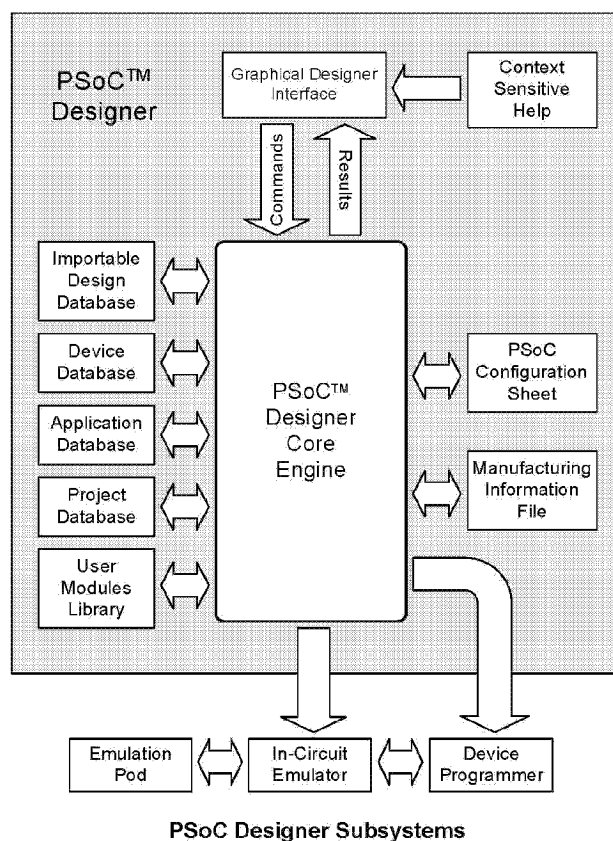 PSoC™
Designer
Graphical Designer
Interface
Context
Sensitive
Help
Commands
Results
Importable
Design
Database
Device
Database
Application
Database
Project
Database
User
Modules
Library
PSoC™
Designer
Core
Engine
PSoC
Configuration
Sheet
Manufacturing
Information
File
Emulation
Pod
In-Circuit
Emulator
Device
Programmer
PSoC Designer Subsystems